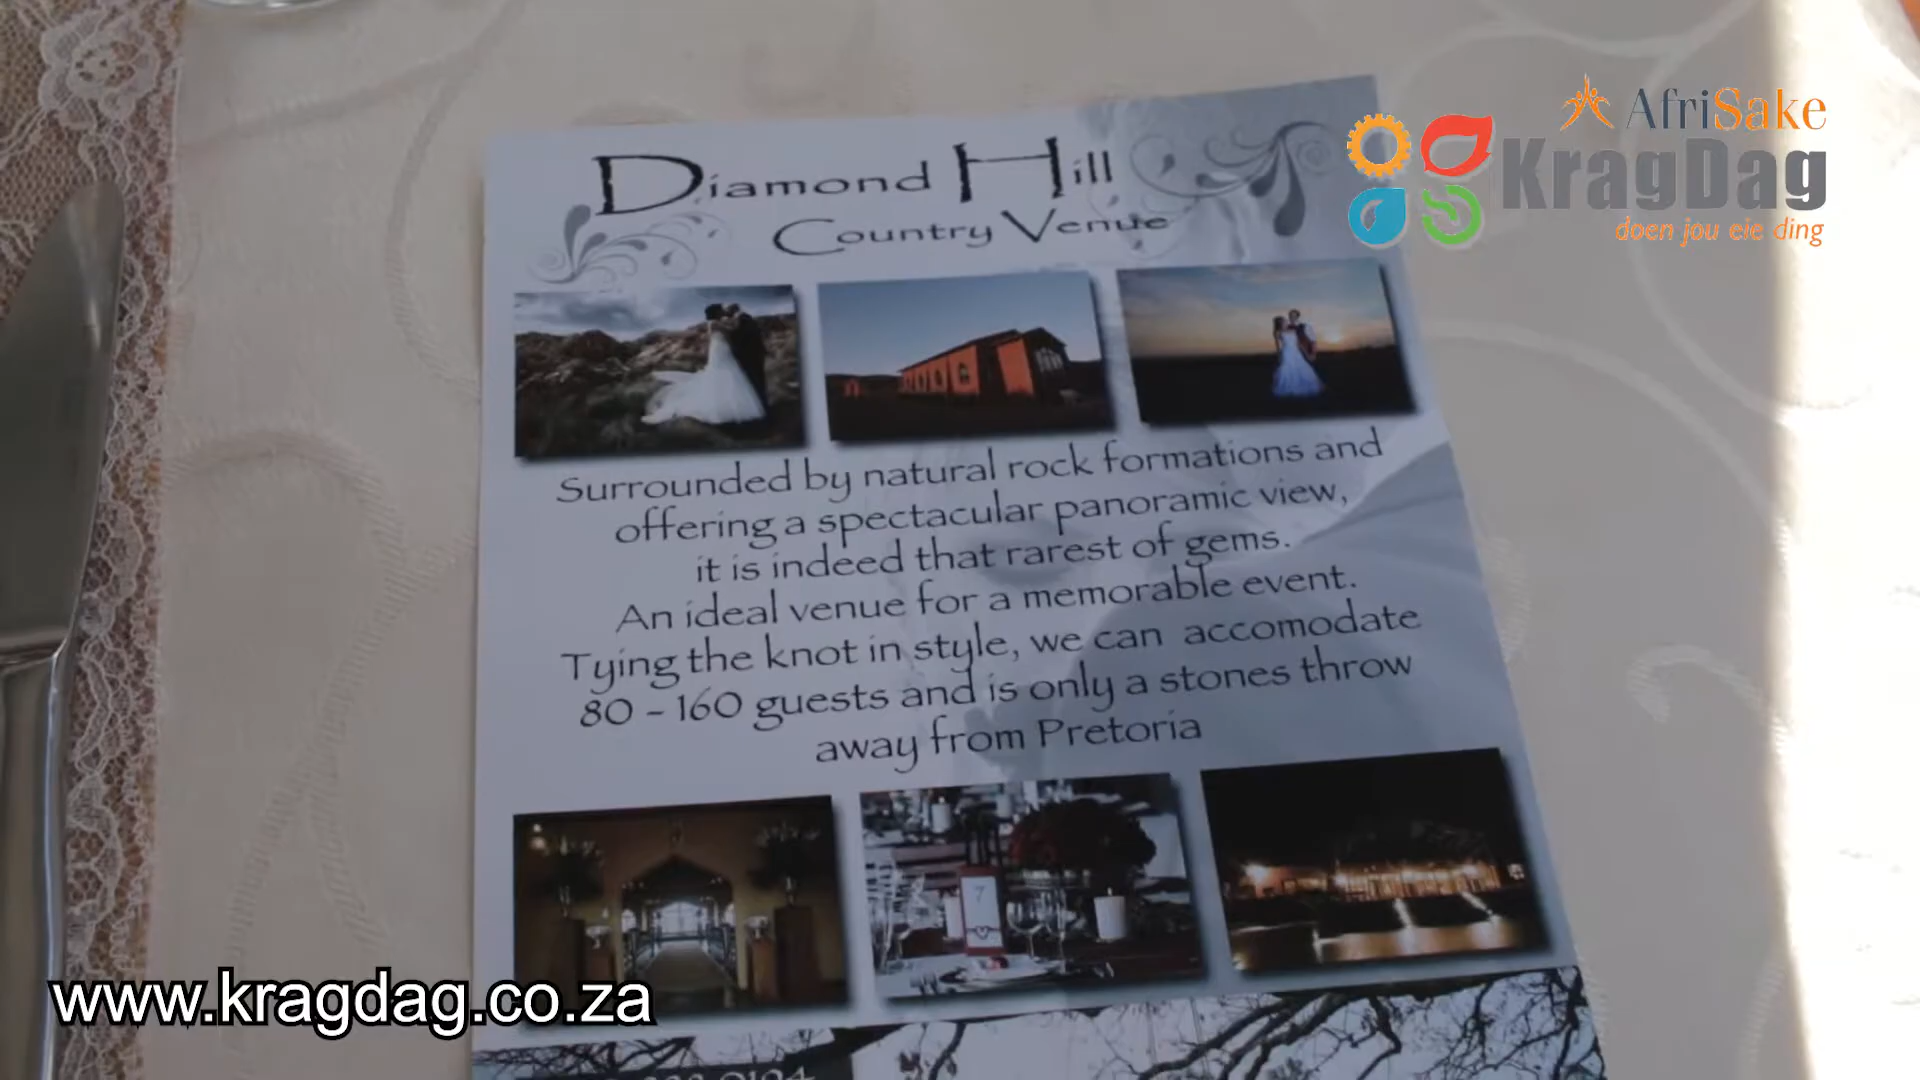 AfriSake
KragDag
doen jou eie ding
Diamond Hill
Country Venue
Surrounded by natural rock formations and
offering a spectacular panoramic view,
it is indeed that rarest of gems.
An ideal venue for a memorable event.
Tying the knot in style, we can accomodate
80 - 160 guests and is only a stones throw
away from Pretoria
7
www.kragdag.co.za